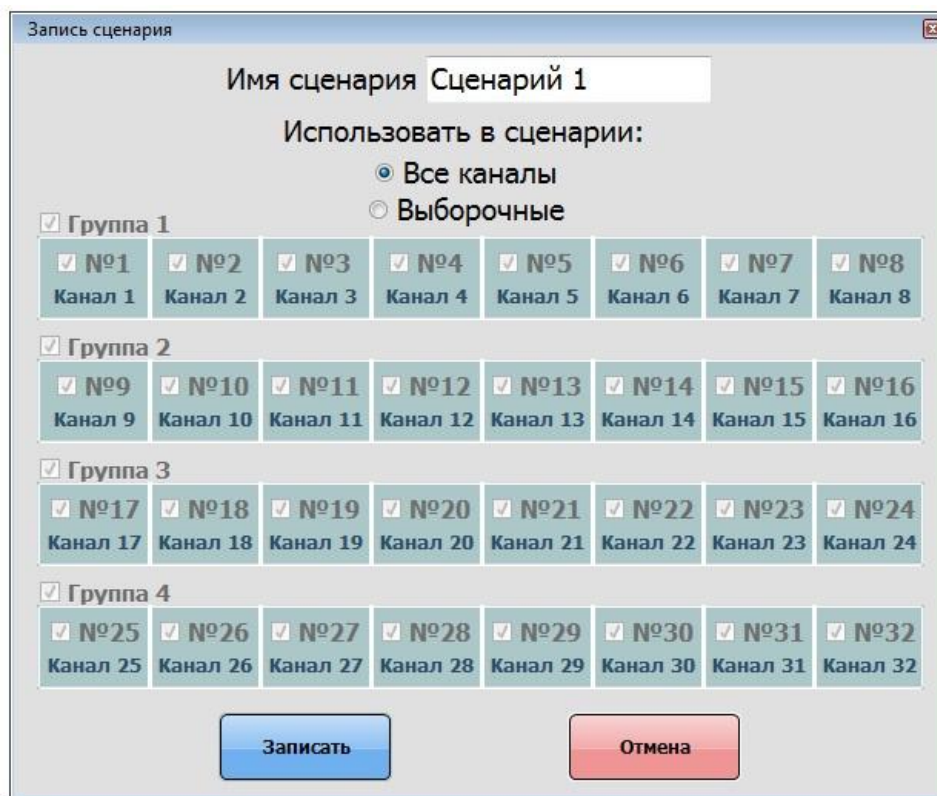 Запись сценария
Имя сценария Сценарий 1
Использовать в сценарии:
Все каналы
Выборочные
Группа 1
№1 №2 №3 №4 №5 №6 №7 №8
Канал 1 Канал 2 Канал 3 Канал 4 Канал 5 Канал 6 Канал 7 Канал 8
Группа 2
№9 №10 №11 №12 №13 №14 №15 №16
Канал 9 Канал 10 Канал 11 Канал 12 Канал 13 Канал 14 Канал 15 Канал 16
Группа 3
№17 №18 №19 №20 №21 №22 №23 №24
Канал 17 Канал 18 Канал 19 Канал 20 Канал 21 Канал 22 Канал 23 Канал 24
Группа 4
№25 №26 №27 №28 №29 №30 №31 №32
Канал 25 Канал 26 Канал 27 Канал 28 Канал 29 Канал 30 Канал 31 Канал 32
Записать Отмена